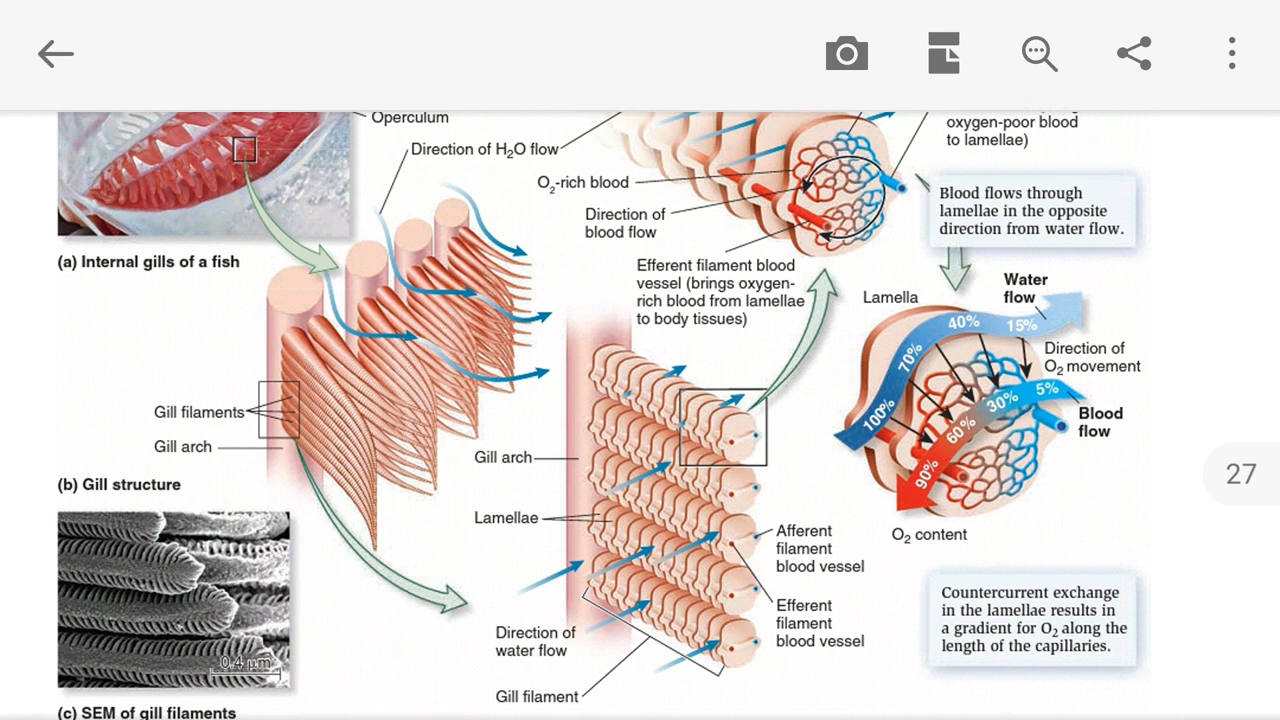 Operculum
Direction of H₂O flow
O₂-rich blood
Direction of
blood flow
Efferent filament blood
vessel (brings oxygen-
rich blood from lamellae
to body tissues)
oxygen-poor blood
to lamellae)
Blood flows through
lamellae in the opposite
direction from water flow.
(a) Internal gills of a fish
Gill filaments
Gill arch
(b) Gill structure
Gill arch
Lamellae
Direction of
water flow
Gill filament
Afferent
filament
blood vessel
Efferent
filament
blood vessel
Lamella
Water
flow
100%
70%
40%
15%
Direction of
O₂ movement
5%
30%
60%
90%
Blood
flow
O₂ content
27
Countercurrent exchange
in the lamellae results in
a gradient for O₂ along the
length of the capillaries.
0.4 μm
(c) SEM of gill filaments